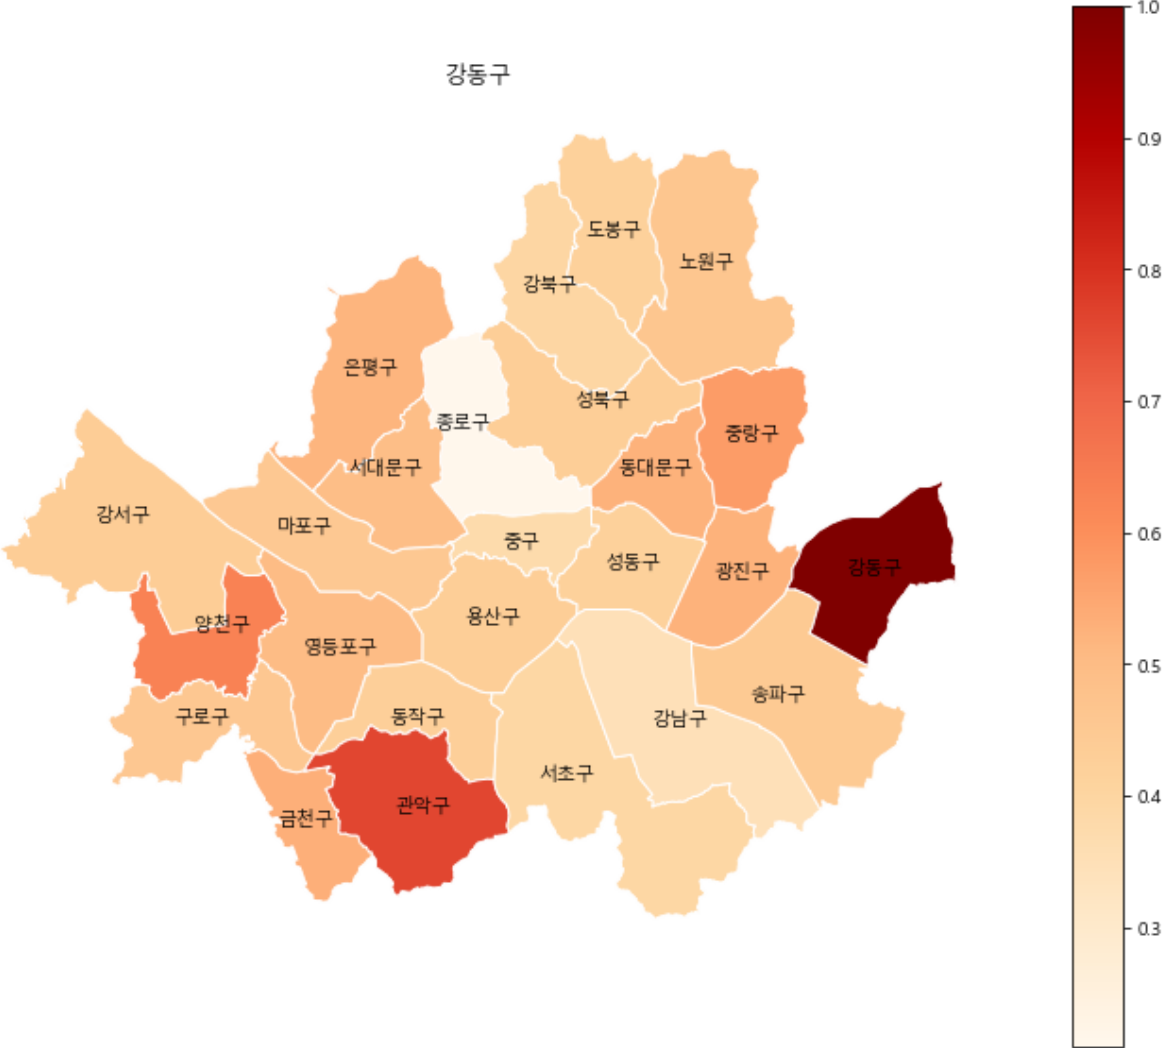 강동구
1.0
0.9
0.8
0.7
0.6
0.5
0.4
0.3
도봉구
노원구
강북구
은평구
성북구
종로구
중랑구
서대문구
동대문구
강서구
마포구
중구
성동구
광진구
강동구
양천구
용산구
영등포구
송파구
구로구
동작구
강남구
서초구
관악구
금천구